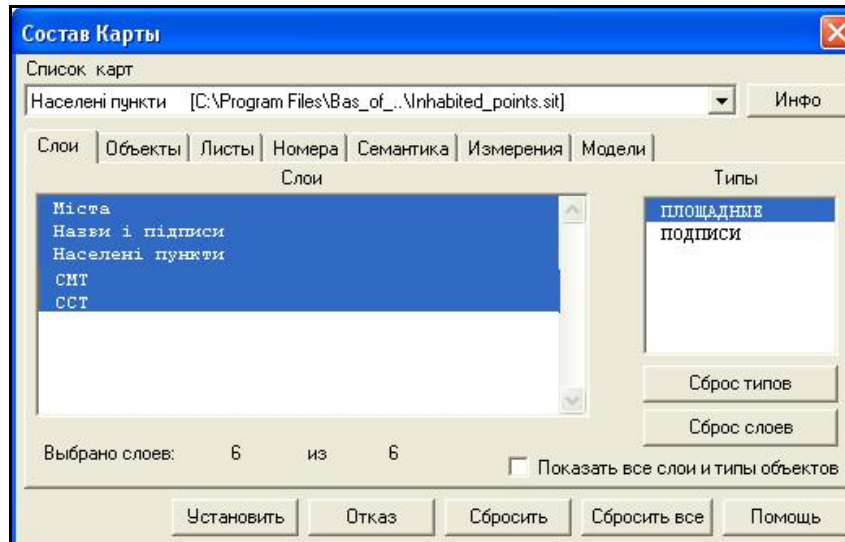 Состав Карты
Список карт
Населені пункти [C:\Program Files\Bas_of_..\Inhabited_points.sit] Инфо
Слои Объекты Листы Номера Семантика Измерения Модели
Слои Типы
Міста ПЛОЩАДНЫЕ
Назви і підписи ПОДПИСИ
Населені пункти
СМТ
ССТ
Сброс типов
Сброс слоев
Выбрано слоев: 6 из 6
Показать все слои и типы объектов
Установить Отказ Сбросить Сбросить все Помощь